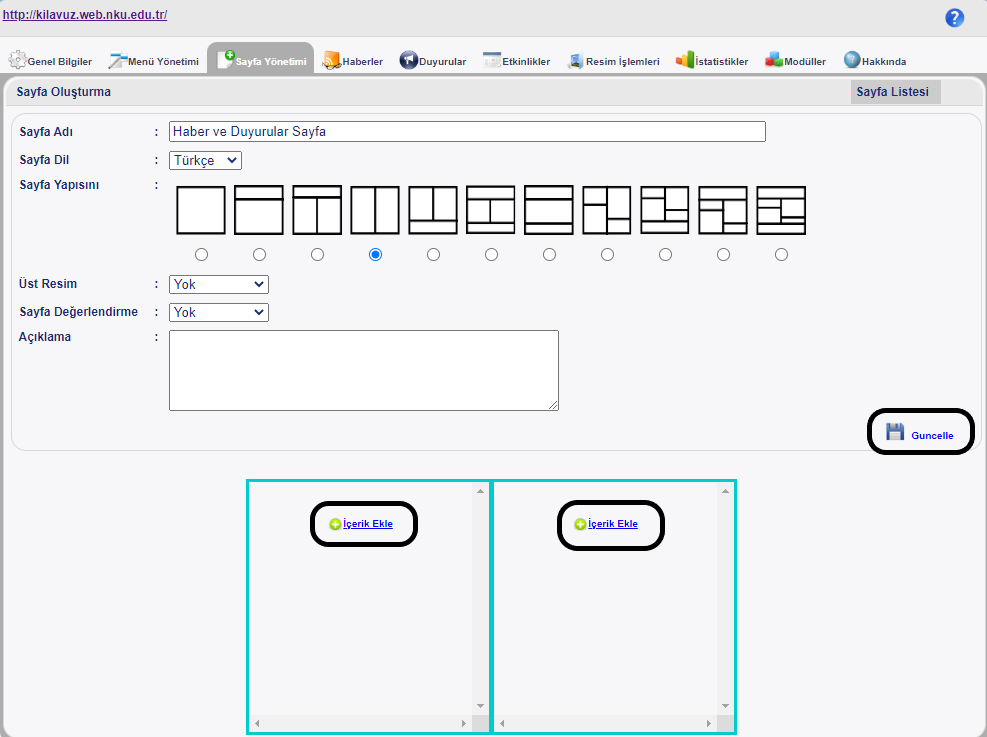 http://kilavuz.web.nku.edu.tr/
Genel Bilgiler Menü Yönetimi Sayfa Yönetimi Haberler Duyurular Etkinlikler Resim İşlemleri İstatistikler Modüller Hakkında
Sayfa Oluşturma Sayfa Listesi
Sayfa Adı : Haber ve Duyurular Sayfa
Sayfa Dil : Türkçe
Sayfa Yapısını :
Üst Resim : Yok
Sayfa Değerlendirme : Yok
Açıklama :
Guncelle
İçerik Ekle İçerik Ekle